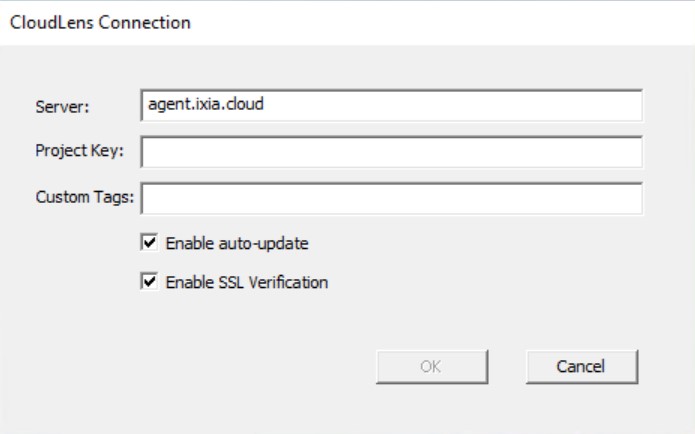 CloudLens Connection
Server: agent.ixia.cloud
Project Key:
Custom Tags:
Enable auto-update
Enable SSL Verification
OK Cancel